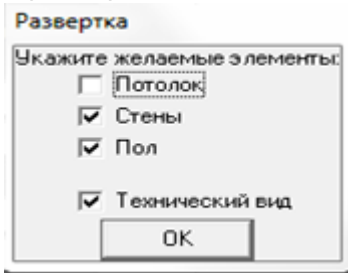 Развертка
Укажите желаемые элементы:
Потолок
Стены
Пол
Технический вид
OK